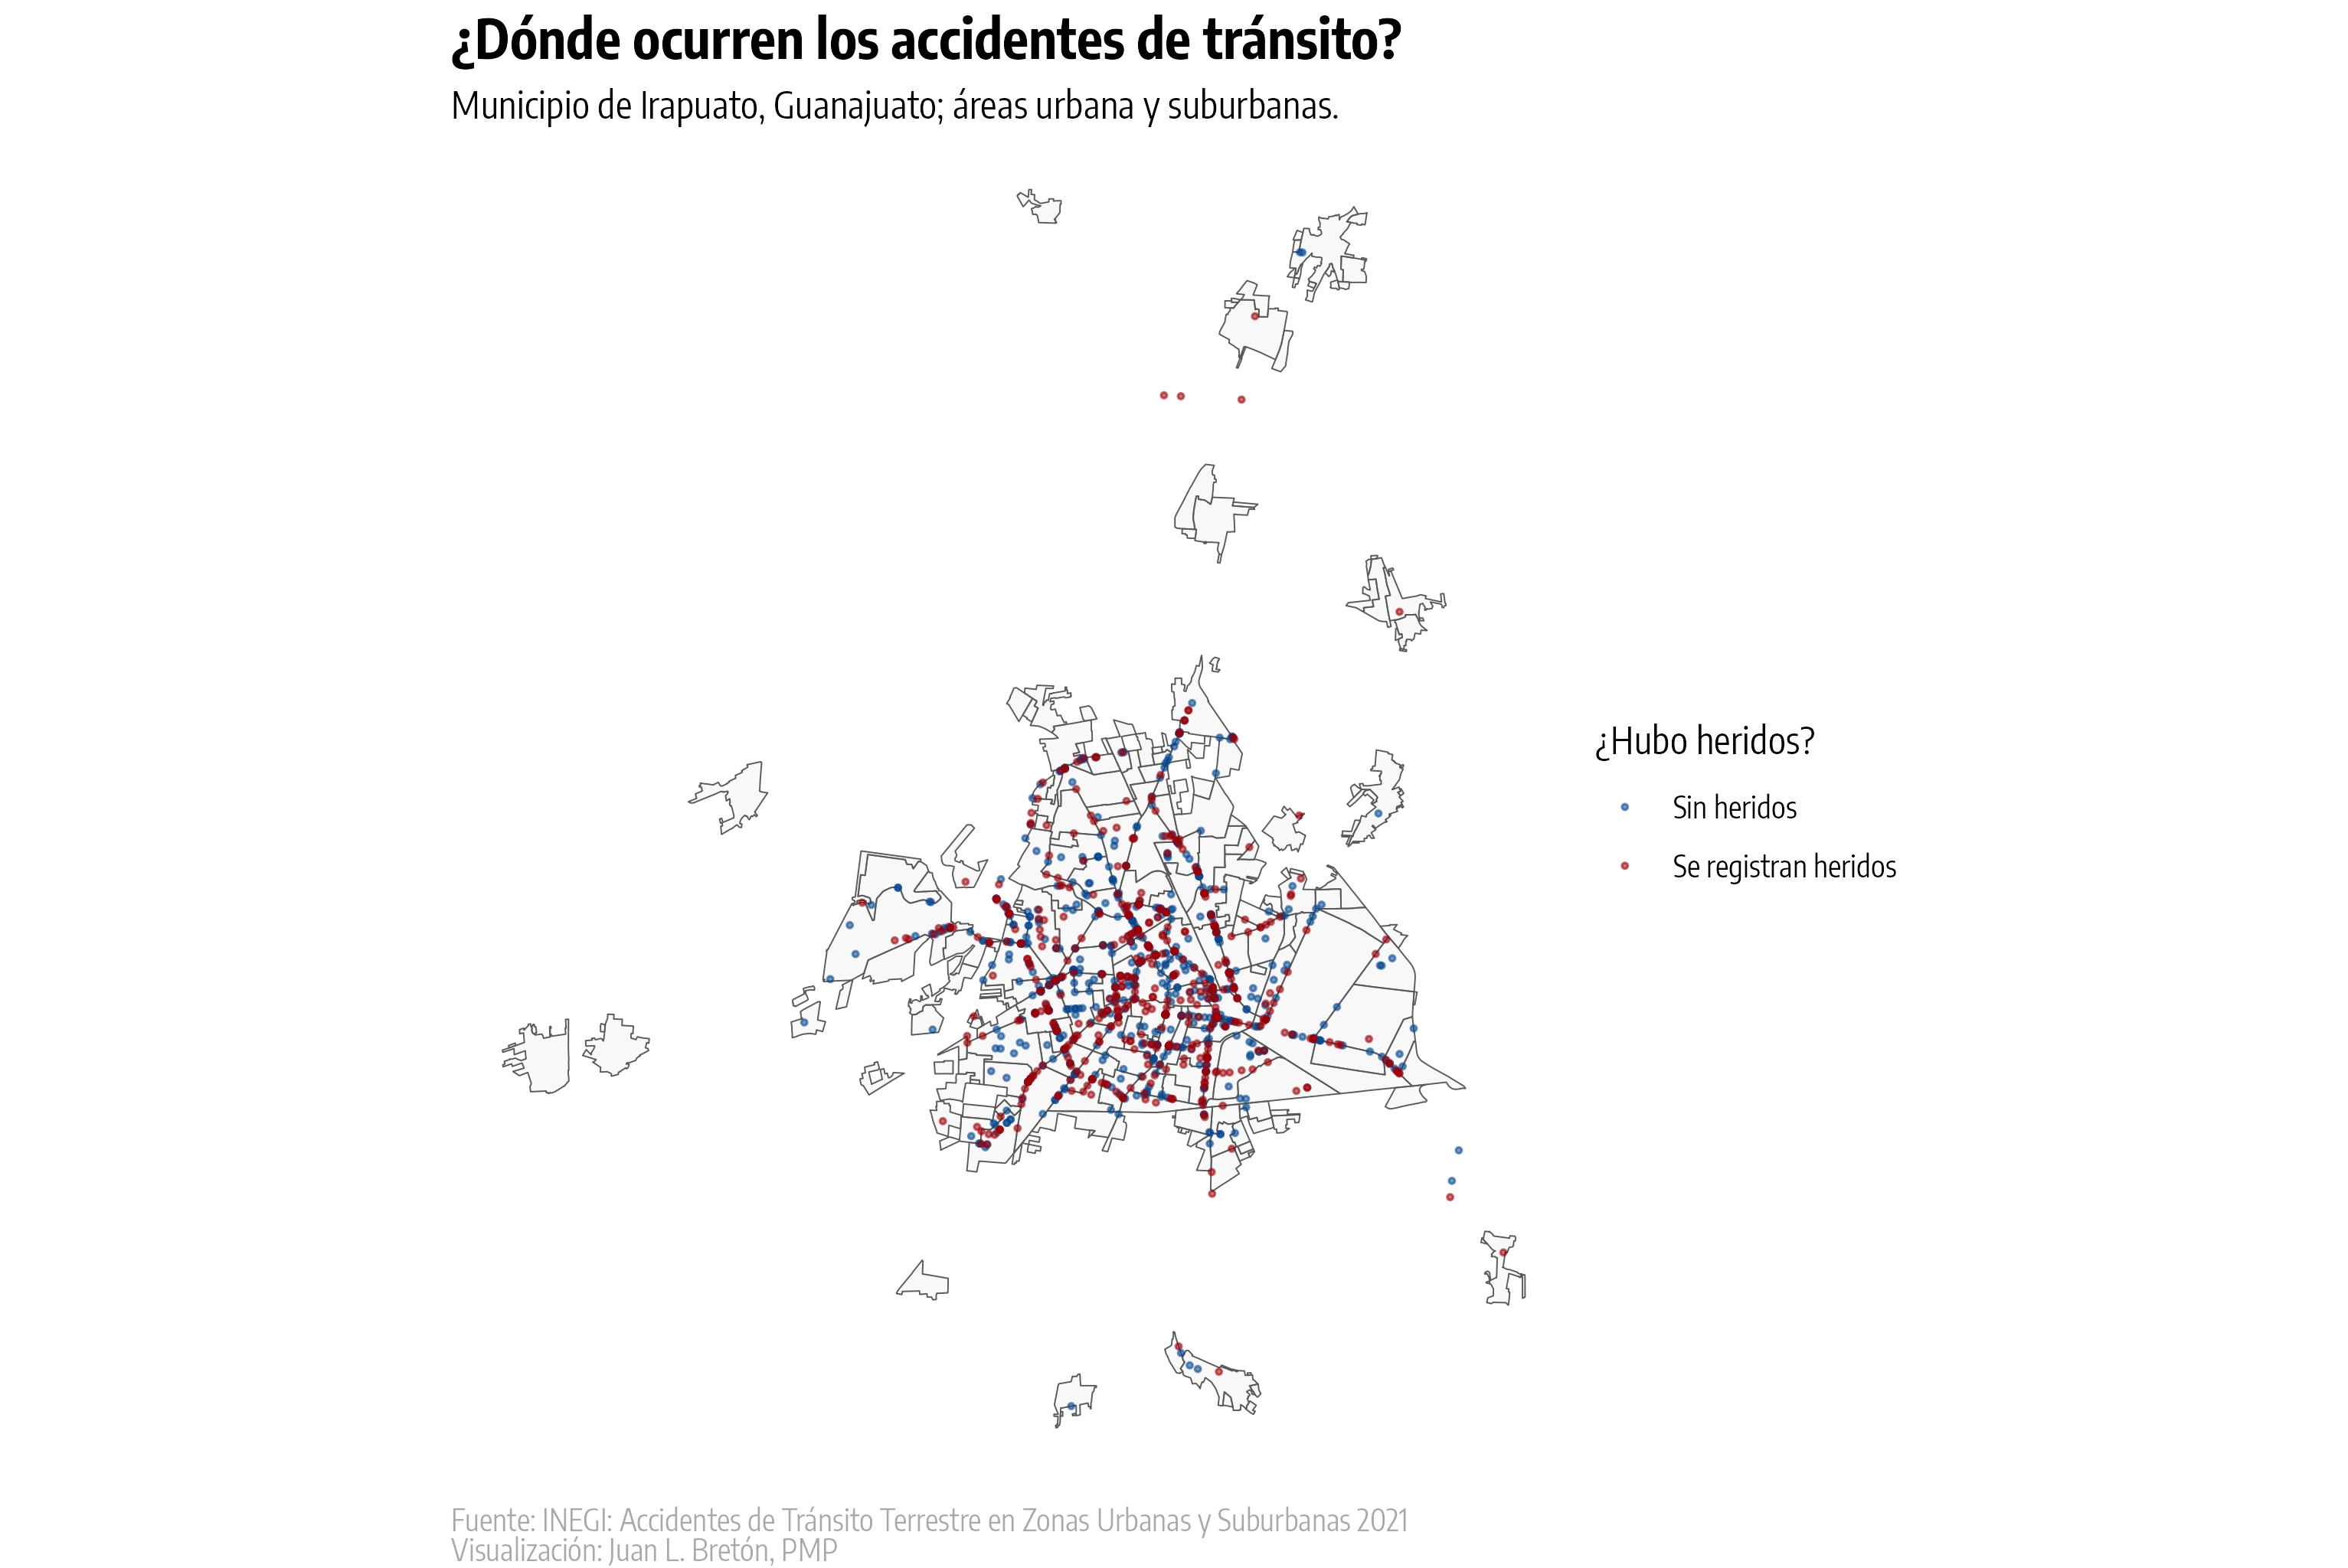 ¿Dónde ocurren los accidentes de tránsito?
Municipio de Irapuato, Guanajuato; áreas urbana y suburbanas.
¿Hubo heridos?
Sin heridos
Se registran heridos
Fuente: INEGI: Accidentes de Tránsito Terrestre en Zonas Urbanas y Suburbanas 2021
Visualización: Juan L. Bretón, PMP